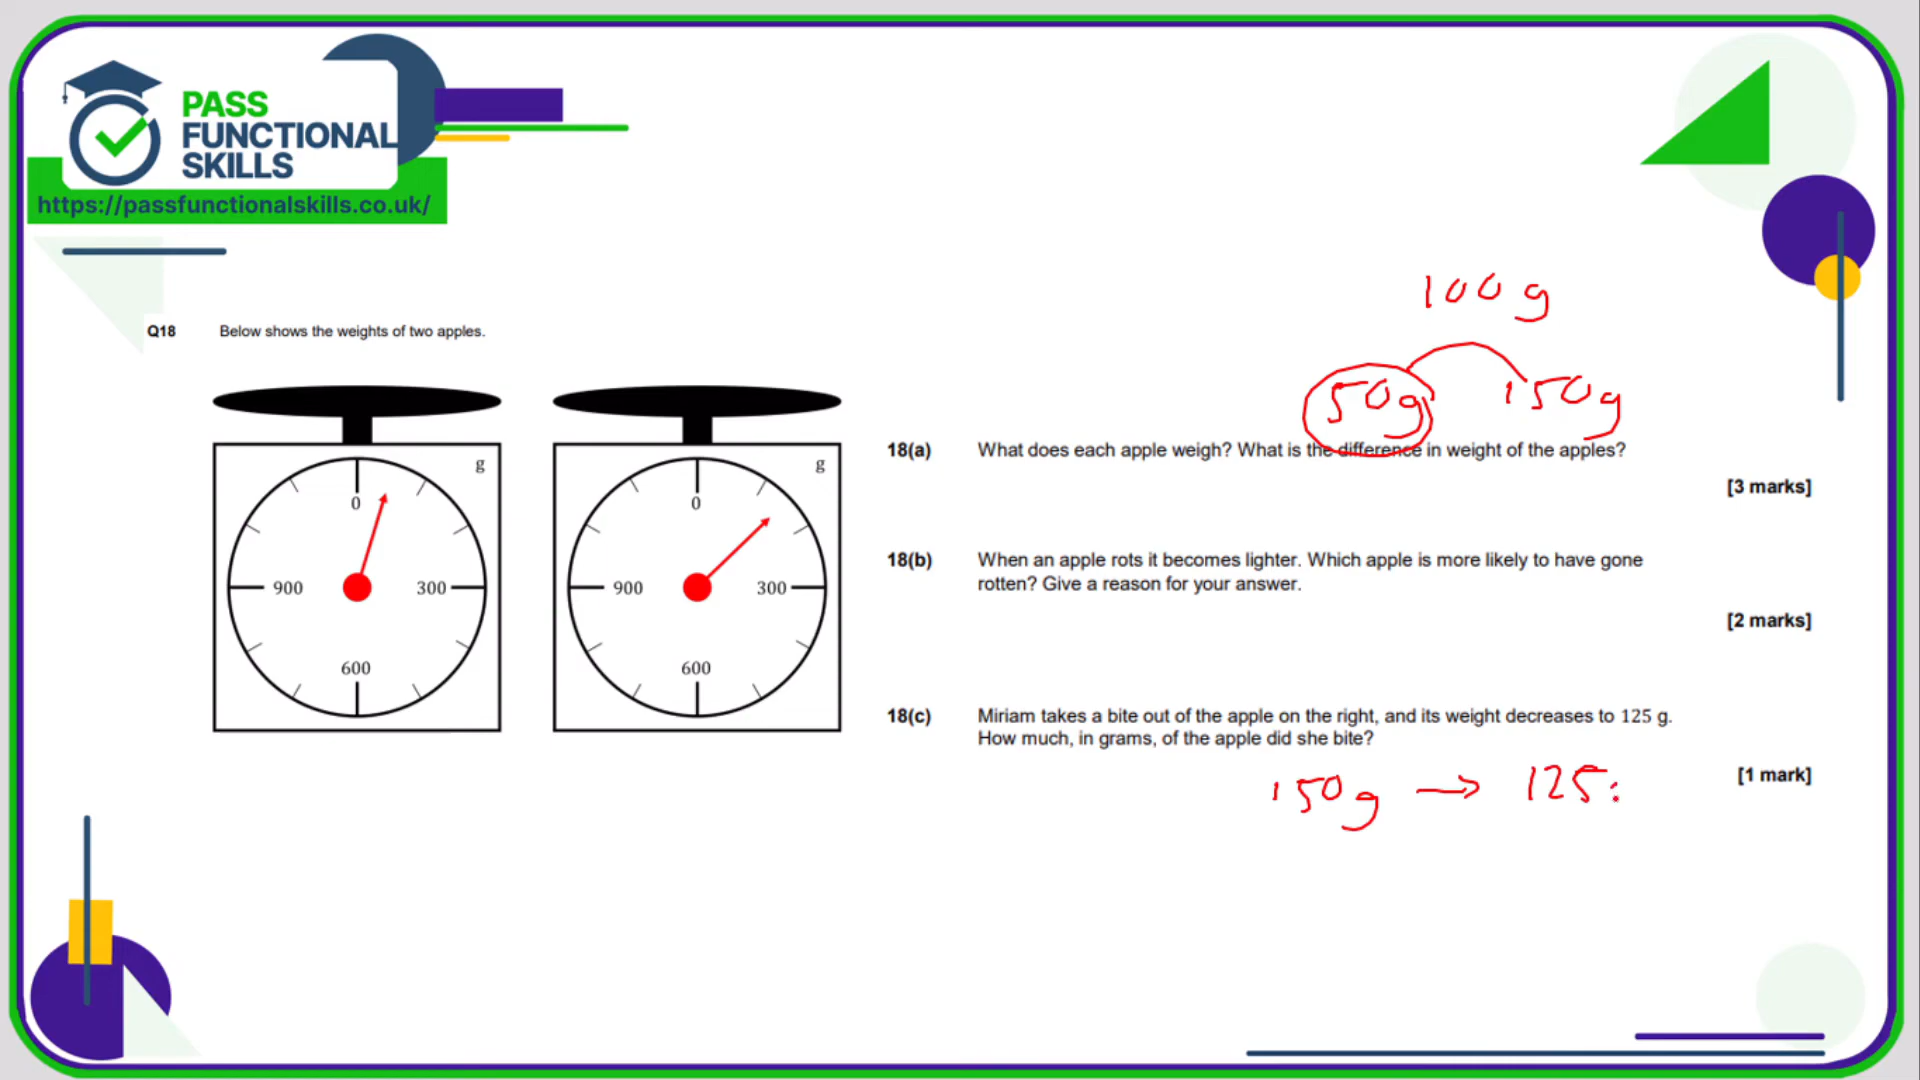 PASS
FUNCTIONAL
SKILLS
https://passfunctionalskills.co.uk/
100g
Q18 Below shows the weights of two apples.
50g 150g
g
0
900 300
600
g
0
900 300
600
18(a) What does each apple weigh? What is the difference in weight of the apples?
[3 marks]
18(b) When an apple rots it becomes lighter. Which apple is more likely to have gone
rotten? Give a reason for your answer.
[2 marks]
18(c) Miriam takes a bite out of the apple on the right, and its weight decreases to 125 g.
How much, in grams, of the apple did she bite?
[1 mark]
150g → 125: